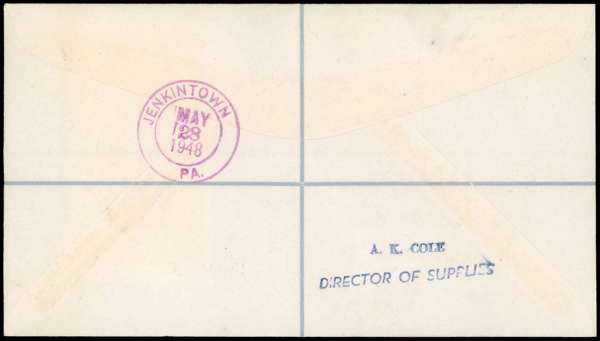 JENKINTOWN
MAY
28
1948
PA.
A. K. COLE
DIRECTOR OF SUPPLIES